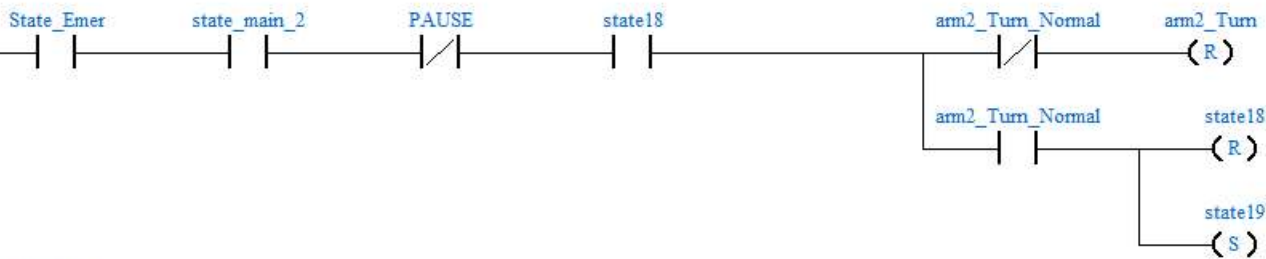 State_Emer state_main_2 PAUSE state18 arm2_Turn_Normal arm2_Turn
R
arm2_Turn_Normal state18
R
state19
S